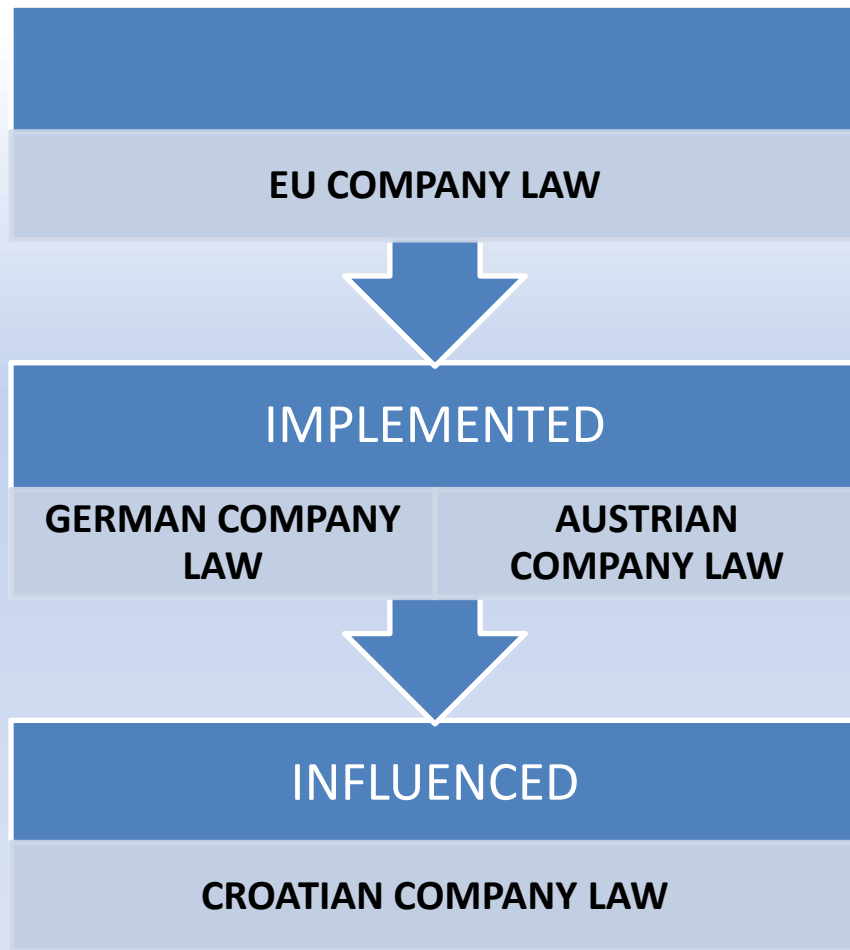 EU COMPANY LAW
IMPLEMENTED
GERMAN COMPANY
LAW
AUSTRIAN
COMPANY LAW
INFLUENCED
CROATIAN COMPANY LAW